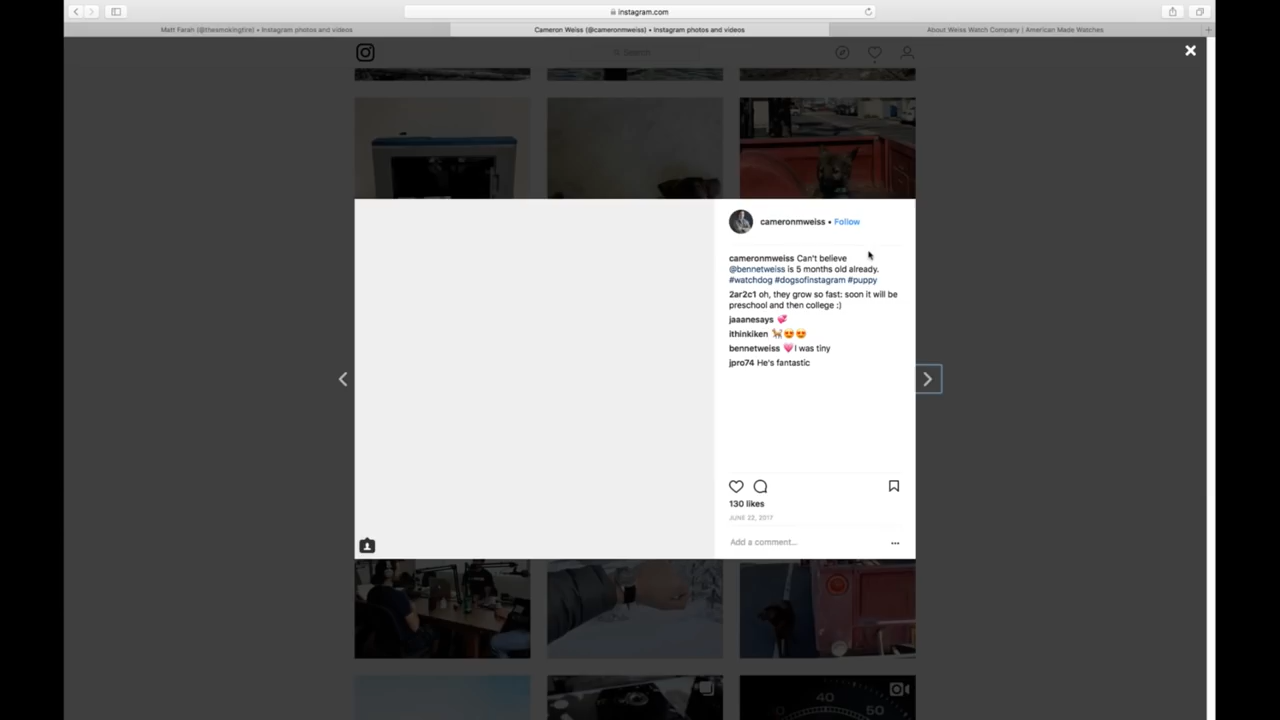 instagram.com
Matt Farah (@thesmokingtire) • Instagram photos and videos
Cameron Weiss (@cameronmweiss) • Instagram photos and videos
About Weiss Watch Company | American Made Watches
Search
cameronmweiss • Follow
cameronmweiss Can't believe
@bennetweiss is 5 months old already.
#watchdog #dogsofinstagram #puppy
2ar2c1 oh, they grow so fast: soon it will be
preschool and then college :)
jaaanesays 💞
ithinkiken 🐕😍😍
bennetweiss 💗I was tiny
jpro74 He's fantastic
130 likes
JUNE 22, 2017
Add a comment...
40
50